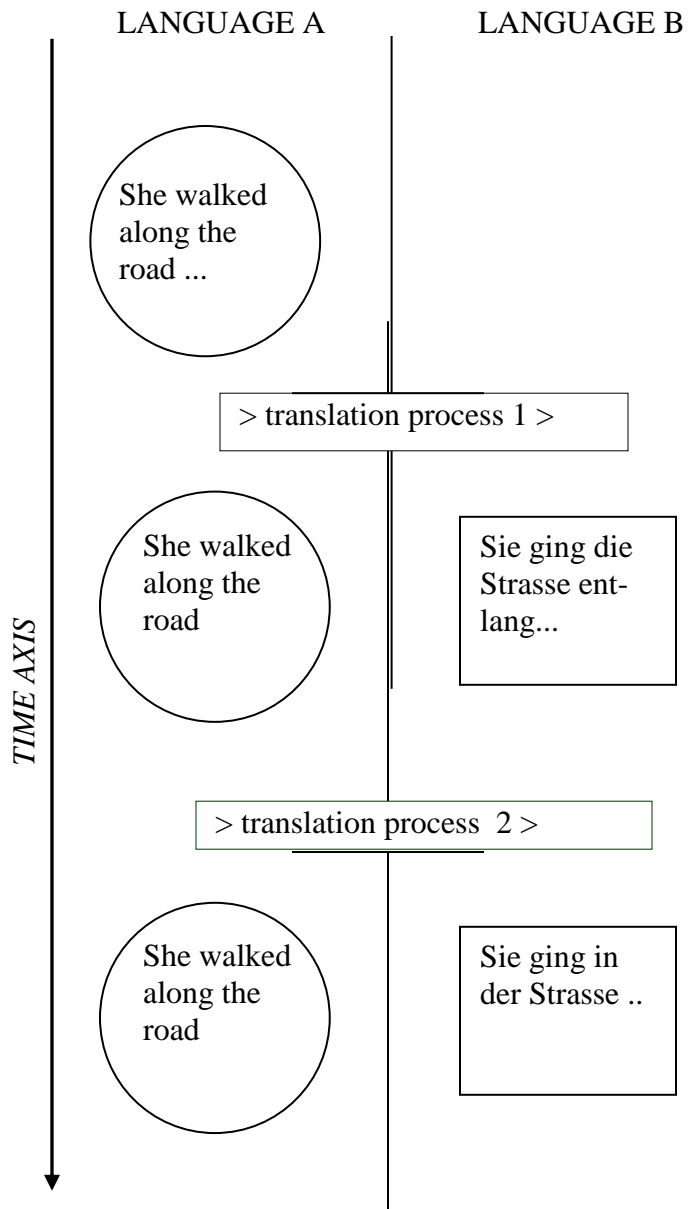 LANGUAGE A
LANGUAGE B
She walked
along the
road ...
> translation process 1 >
She walked
along the
road
Sie ging die
Strasse ent-
lang...
TIME AXIS
> translation process  2 >
She walked
along the
road
Sie ging in
der Strasse ..